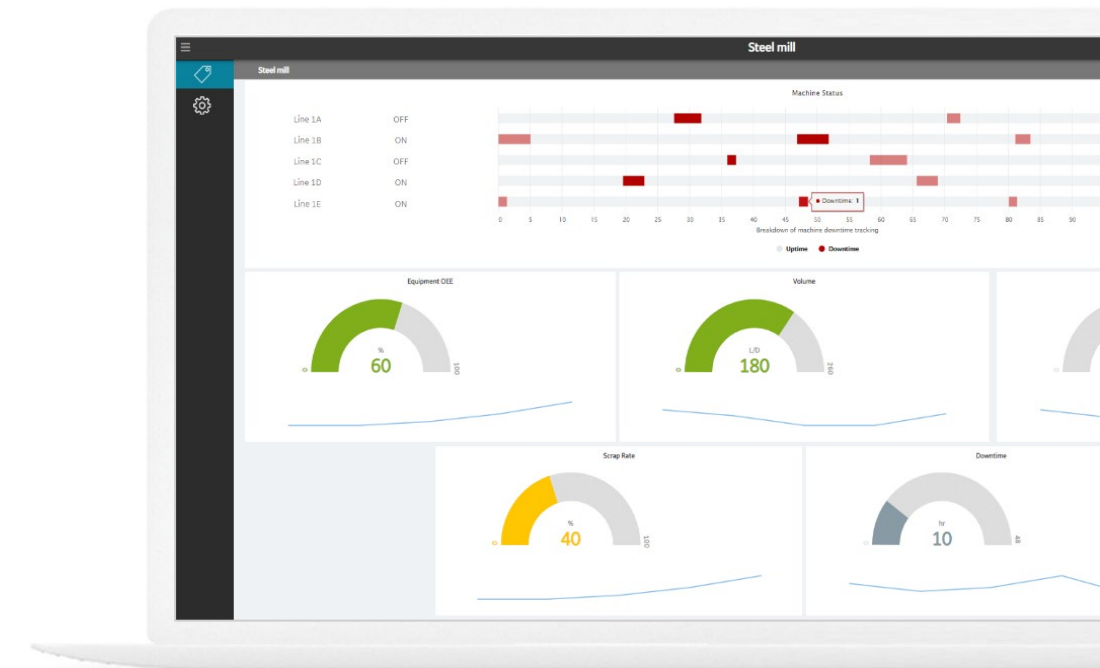 Steel mill
Steel mill
Machine Status
Line 1A OFF
Line 1B ON
Line 1C OFF
Line 1D ON
Line 1E ON
Downtime: 1
0 5 10 15 20 25 30 35 40 45 50 55 60 65 70 75 80 85 90
Breakdown of machine downtime tracking
Uptime Downtime
Equipment OEE
%
60
0
100
Volume
L/D
180
0
260
0
Scrap Rate
%
40
0
100
Downtime
hr
10
0
48